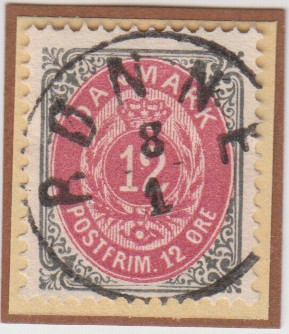 RØNNE
DANMARK
8
12
1
POSTFRIM. 12 ØRE